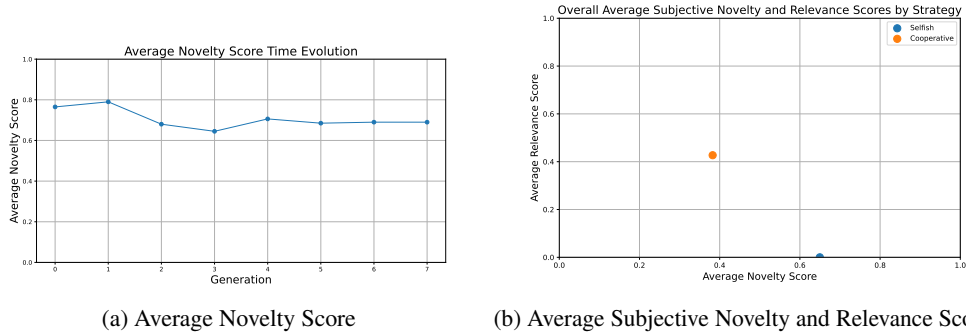 Average Novelty Score Time Evolution
1.0
0.8
0.6
0.4
0.2
0.0
Average Novelty Score
0 1 2 3 4 5 6 7
Generation
(a) Average Novelty Score
Overall Average Subjective Novelty and Relevance Scores by Strategy
Selfish
Cooperative
1.0
0.8
0.6
0.4
0.2
0.0
Average Relevance Score
0.0 0.2 0.4 0.6 0.8 1.0
Average Novelty Score
(b) Average Subjective Novelty and Relevance Sco